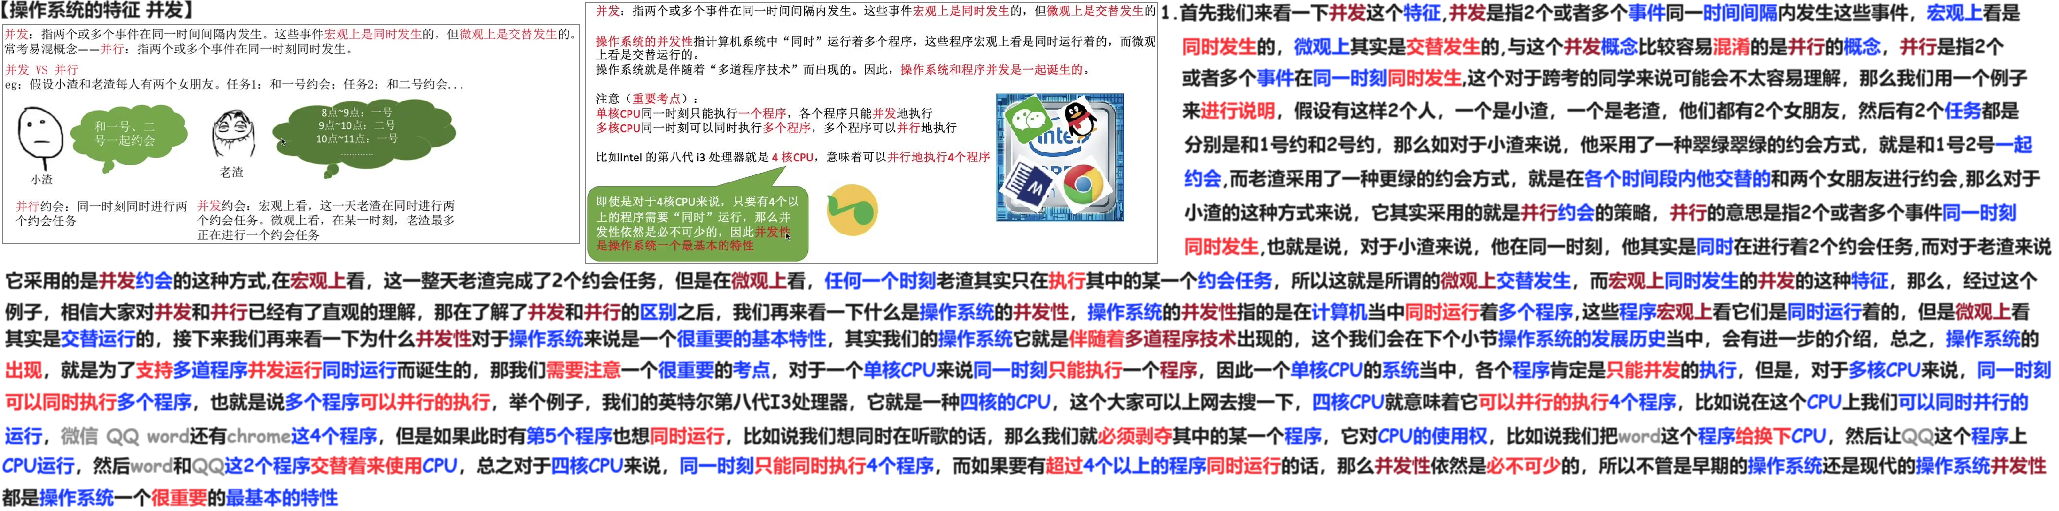 【操作系统的特征 并发】
并发：指两个或多个事件在同一时间间隔内发生。这些事件宏观上是同时发生的，但微观上是交替发生的。
常考易混概念——并行：指两个或多个事件在同一时刻同时发生。
并发 VS 并行
eg：假设小渣和老渣每人有两个女朋友。任务1：和一号约会；任务2：和二号约会...
和一号、二
号一起约会
8点~9点：一号
9点~10点：二号
10点~11点：一号
…………
小渣
老渣
并行约会：同一时刻同时进行两
个约会任务
并发约会：宏观上看，这一天老渣在同时进行两
个约会任务。微观上看，在某一时刻，老渣最多
正在进行一个约会任务
并发：指两个或多个事件在同一时间间隔内发生。这些事件宏观上是同时发生的，但微观上是交替发生的
操作系统的并发性指计算机系统中“同时”运行着多个程序，这些程序宏观上看是同时运行着的，而微观
上看是交替运行的。
操作系统就是伴随着“多道程序技术”而出现的。因此，操作系统和程序并发是一起诞生的。
注意（重要考点）：
单核CPU同一时刻只能执行一个程序，各个程序只能并发地执行
多核CPU同一时刻可以同时执行多个程序，多个程序可以并行地执行
比如Intel 的第八代 i3 处理器就是 4 核CPU，意味着可以并行地执行4个程序
即使是对于4核CPU来说，只要有4个以
上的程序需要“同时”运行，那么并
发性依然是必不可少的，因此并发性
是操作系统一个最基本的特性
intel
1.首先我们来看一下并发这个特征,并发是指2个或者多个事件同一时间间隔内发生这些事件，宏观上看是
同时发生的，微观上其实是交替发生的,与这个并发概念比较容易混淆的是并行的概念，并行是指2个
或者多个事件在同一时刻同时发生,这个对于跨考的同学来说可能会不太容易理解，那么我们用一个例子
来进行说明，假设有这样2个人，一个是小渣，一个是老渣，他们都有2个女朋友，然后有2个任务都是
分别是和1号约和2号约，那么如对于小渣来说，他采用了一种翠绿翠绿的约会方式，就是和1号2号一起
约会,而老渣采用了一种更绿的约会方式，就是在各个时间段内他交替的和两个女朋友进行约会,那么对于
小渣的这种方式来说，它其实采用的就是并行约会的策略，并行的意思是指2个或者多个事件同一时刻
同时发生,也就是说，对于小渣来说，他在同一时刻，他其实是同时在进行着2个约会任务,而对于老渣来说
它采用的是并发约会的这种方式,在宏观上看，这一整天老渣完成了2个约会任务，但是在微观上看，任何一个时刻老渣其实只在执行其中的某一个约会任务，所以这就是所谓的微观上交替发生，而宏观上同时发生的并发的这种特征，那么，经过这个
例子，相信大家对并发和并行已经有了直观的理解，那在了解了并发和并行的区别之后，我们再来看一下什么是操作系统的并发性，操作系统的并发性指的是在计算机当中同时运行着多个程序,这些程序宏观上看它们是同时运行着的，但是微观上看
其实是交替运行的，接下来我们再来看一下为什么并发性对于操作系统来说是一个很重要的基本特性，其实我们的操作系统它就是伴随着多道程序技术出现的，这个我们会在下个小节操作系统的发展历史当中，会有进一步的介绍，总之，操作系统的
出现，就是为了支持多道程序并发运行同时运行而诞生的，那我们需要注意一个很重要的考点，对于一个单核CPU来说同一时刻只能执行一个程序，因此一个单核CPU的系统当中，各个程序肯定是只能并发的执行，但是，对于多核CPU来说，同一时刻
可以同时执行多个程序，也就是说多个程序可以并行的执行，举个例子，我们的英特尔第八代I3处理器，它就是一种四核的CPU，这个大家可以上网去搜一下，四核CPU就意味着它可以并行的执行4个程序，比如说在这个CPU上我们可以同时并行的
运行，微信 QQ word还有chrome这4个程序，但是如果此时有第5个程序也想同时运行，比如说我们想同时在听歌的话，那么我们就必须剥夺其中的某一个程序，它对CPU的使用权，比如说我们把word这个程序给换下CPU，然后让QQ这个程序上
CPU运行，然后word和QQ这2个程序交替着来使用CPU，总之对于四核CPU来说，同一时刻只能同时执行4个程序，而如果要有超过4个以上的程序同时运行的话，那么并发性依然是必不可少的，所以不管是早期的操作系统还是现代的操作系统并发性
都是操作系统一个很重要的最基本的特性